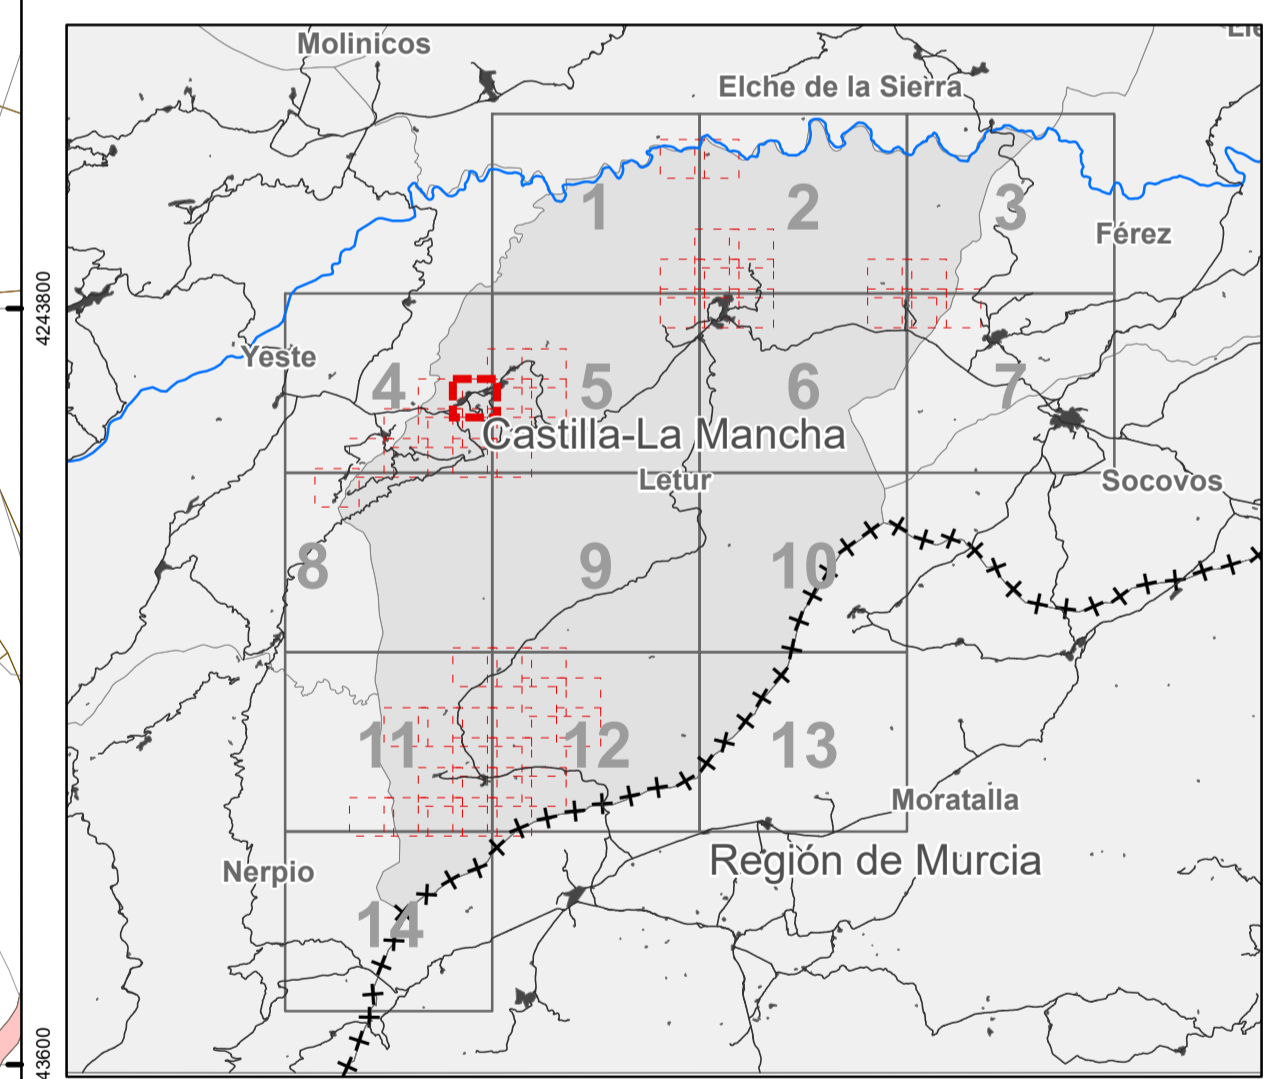 Molinicos
Elche de la Sierra
1
2
3
Férez
4243800
Yeste
4
5
6
7
Castilla-La Mancha
Letur
Socovos
8
9
10
11
12
13
Moratalla
Región de Murcia
Nerpio
14
43600